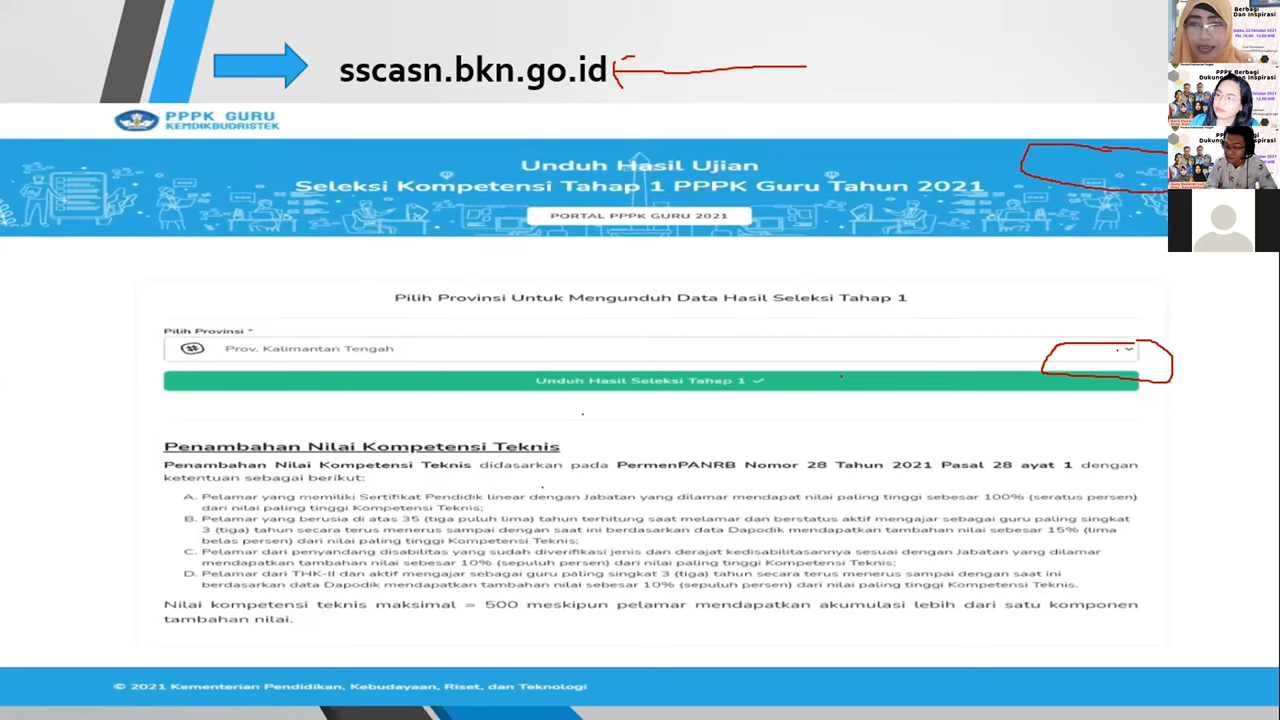 sscasn.bkn.go.id
PPPK GURU
KEMDIKBUDRISTEK
Unduh Hasil Ujian
Seleksi Kompetensi Tahap 1 PPPK Guru Tahun 2021
PORTAL PPPK GURU 2021
Pilih Provinsi Untuk Mengunduh Data Hasil Seleksi Tahap 1
Pilih Provinsi *
Prov. Kalimantan Tengah
Unduh Hasil Seleksi Tahap 1
Penambahan Nilai Kompetensi Teknis
Penambahan Nilai Kompetensi Teknis didasarkan pada PermenPANRB Nomor 28 Tahun 2021 Pasal 28 ayat 1 dengan
ketentuan sebagai berikut:
A. Pelamar yang memiliki Sertifikat Pendidik linear dengan Jabatan yang dilamar mendapat nilai paling tinggi sebesar 100% (seratus persen)
dari nilai paling tinggi Kompetensi Teknis;
B. Pelamar yang berusia di atas 35 (tiga puluh lima) tahun terhitung saat melamar dan berstatus aktif mengajar sebagai guru paling singkat
3 (tiga) tahun secara terus menerus sampai dengan saat ini berdasarkan data Dapodik mendapatkan tambahan nilai sebesar 15% (lima
belas persen) dari nilai paling tinggi Kompetensi Teknis;
C. Pelamar dari penyandang disabilitas yang sudah diverifikasi jenis dan derajat kedisabilitasannya sesuai dengan Jabatan yang dilamar
mendapatkan tambahan nilai sebesar 10% (sepuluh persen) dari nilai paling tinggi Kompetensi Teknis;
D. Pelamar dari THK-II dan aktif mengajar sebagai guru paling singkat 3 (tiga) tahun secara terus menerus sampai dengan saat ini
berdasarkan data Dapodik mendapatkan tambahan nilai sebesar 10% (sepuluh persen) dari nilai paling tinggi Kompetensi Teknis.
Nilai kompetensi teknis maksimal = 500 meskipun pelamar mendapatkan akumulasi lebih dari satu komponen
tambahan nilai.
© 2021 Kementerian Pendidikan, Kebudayaan, Riset, dan Teknologi
Berbagi
Dan Inspirasi
PPPK Berbagi